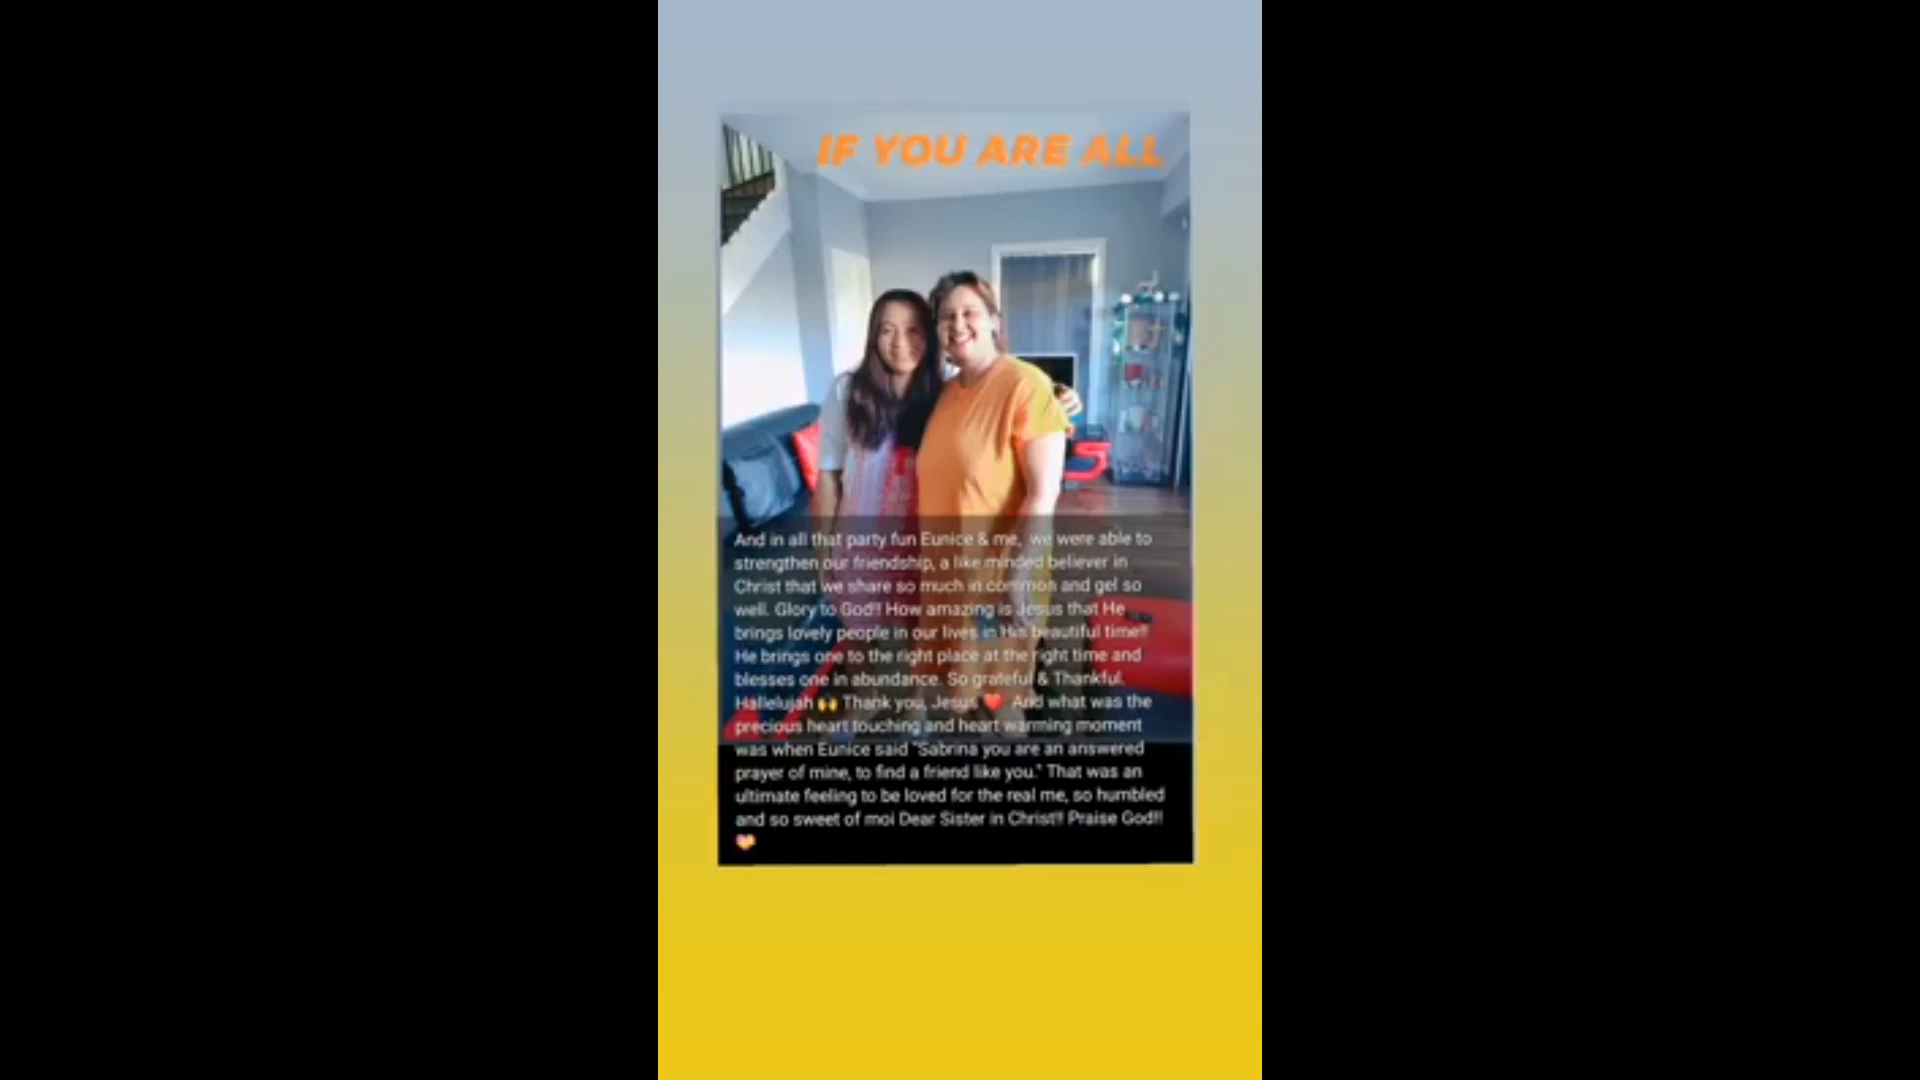 IF YOU ARE ALL
And in all that party fun Eunice & me, we were able to
strengthen our friendship, a like minded believer in
Christ that we share so much in common and gel so
well. Glory to God!! How amazing is Jesus that He
brings lovely people in our lives in His beautiful time!!
He brings one to the right place at the right time and
blesses one in abundance. So grateful & Thankful.
Hallelujah 🙌 Thank you, Jesus ❤️. And what was the
precious heart touching and heart warming moment
was when Eunice said "Sabrina you are an answered
prayer of mine, to find a friend like you." That was an
ultimate feeling to be loved for the real me, so humbled
and so sweet of moi Dear Sister in Christ!! Praise God!!
💝